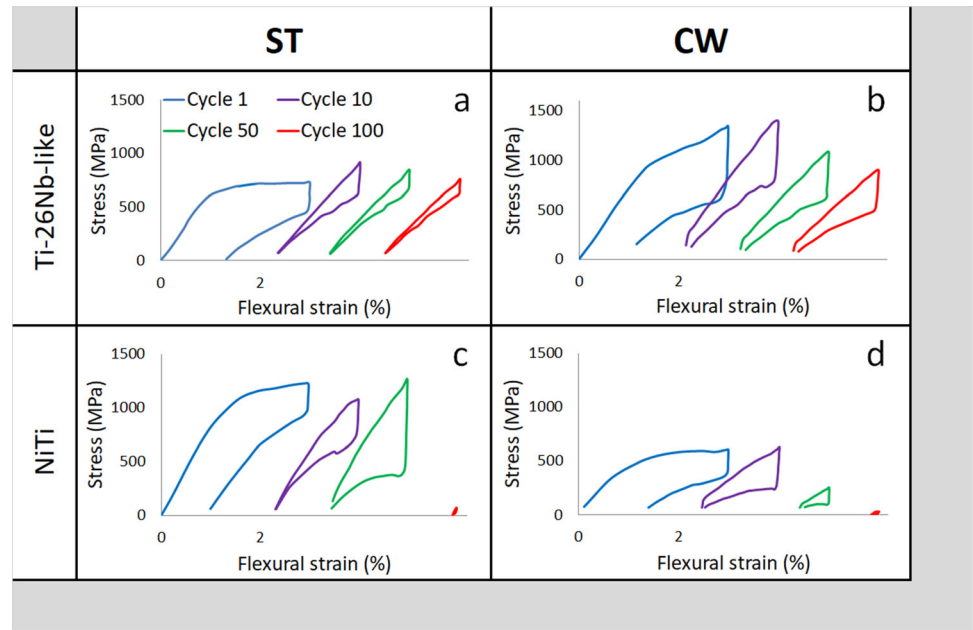 ST
CW
Ti-26Nb-like
a
Cycle 1
Cycle 10
Cycle 50
Cycle 100
Stress (MPa)
1500
1000
500
0
0
2
Flexural strain (%)
b
Stress (MPa)
1500
1000
500
0
0
2
Flexural strain (%)
NiTi
c
Stress (MPa)
1500
1000
500
0
0
2
Flexural strain (%)
d
Stress (MPa)
1500
1000
500
0
0
2
Flexural strain (%)